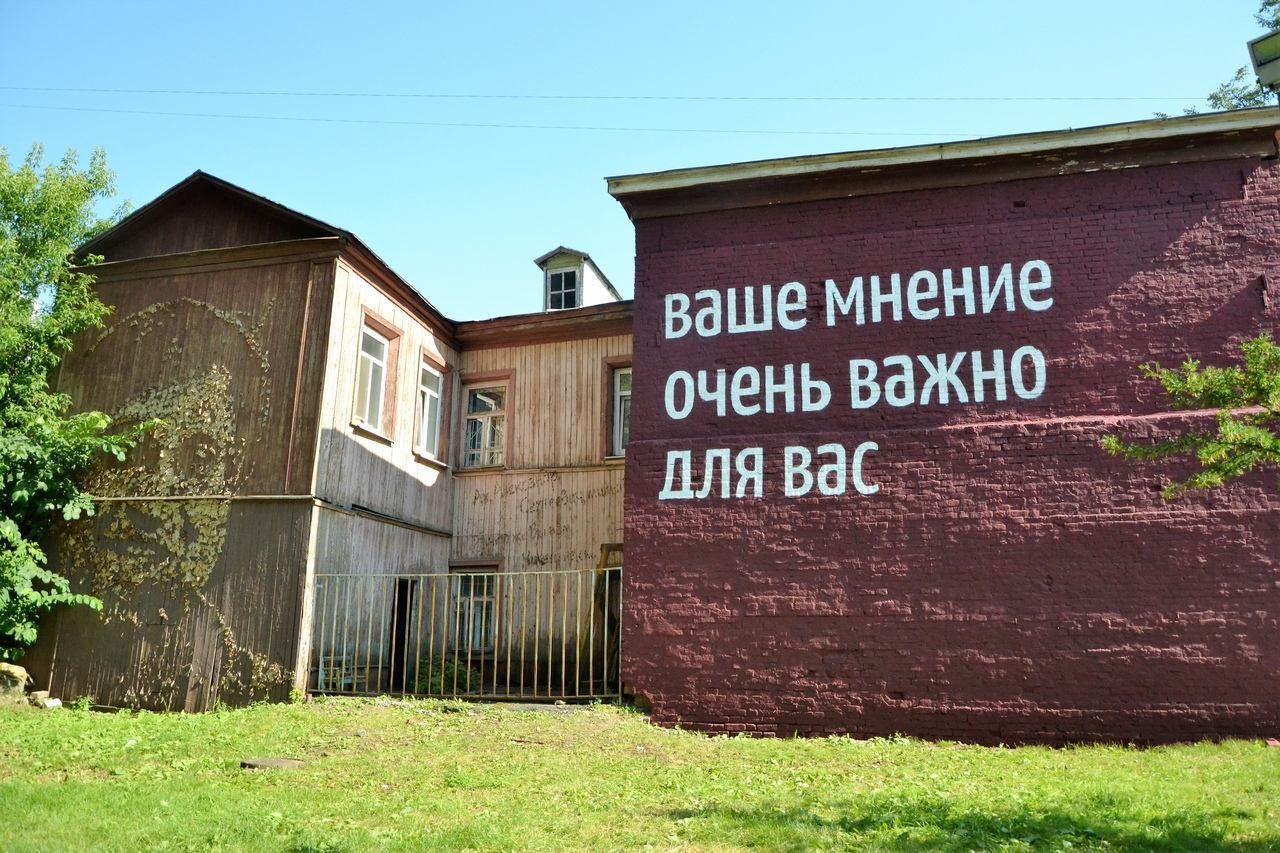 ваше мнение
очень важно
для вас